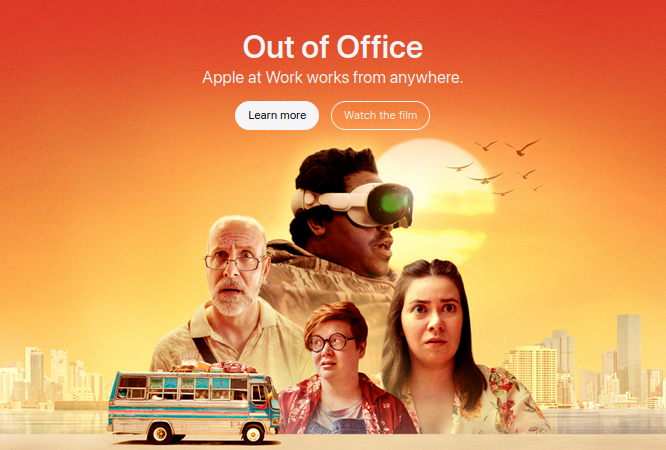 Out of Office
Apple at Work works from anywhere.
Learn more
Watch the film